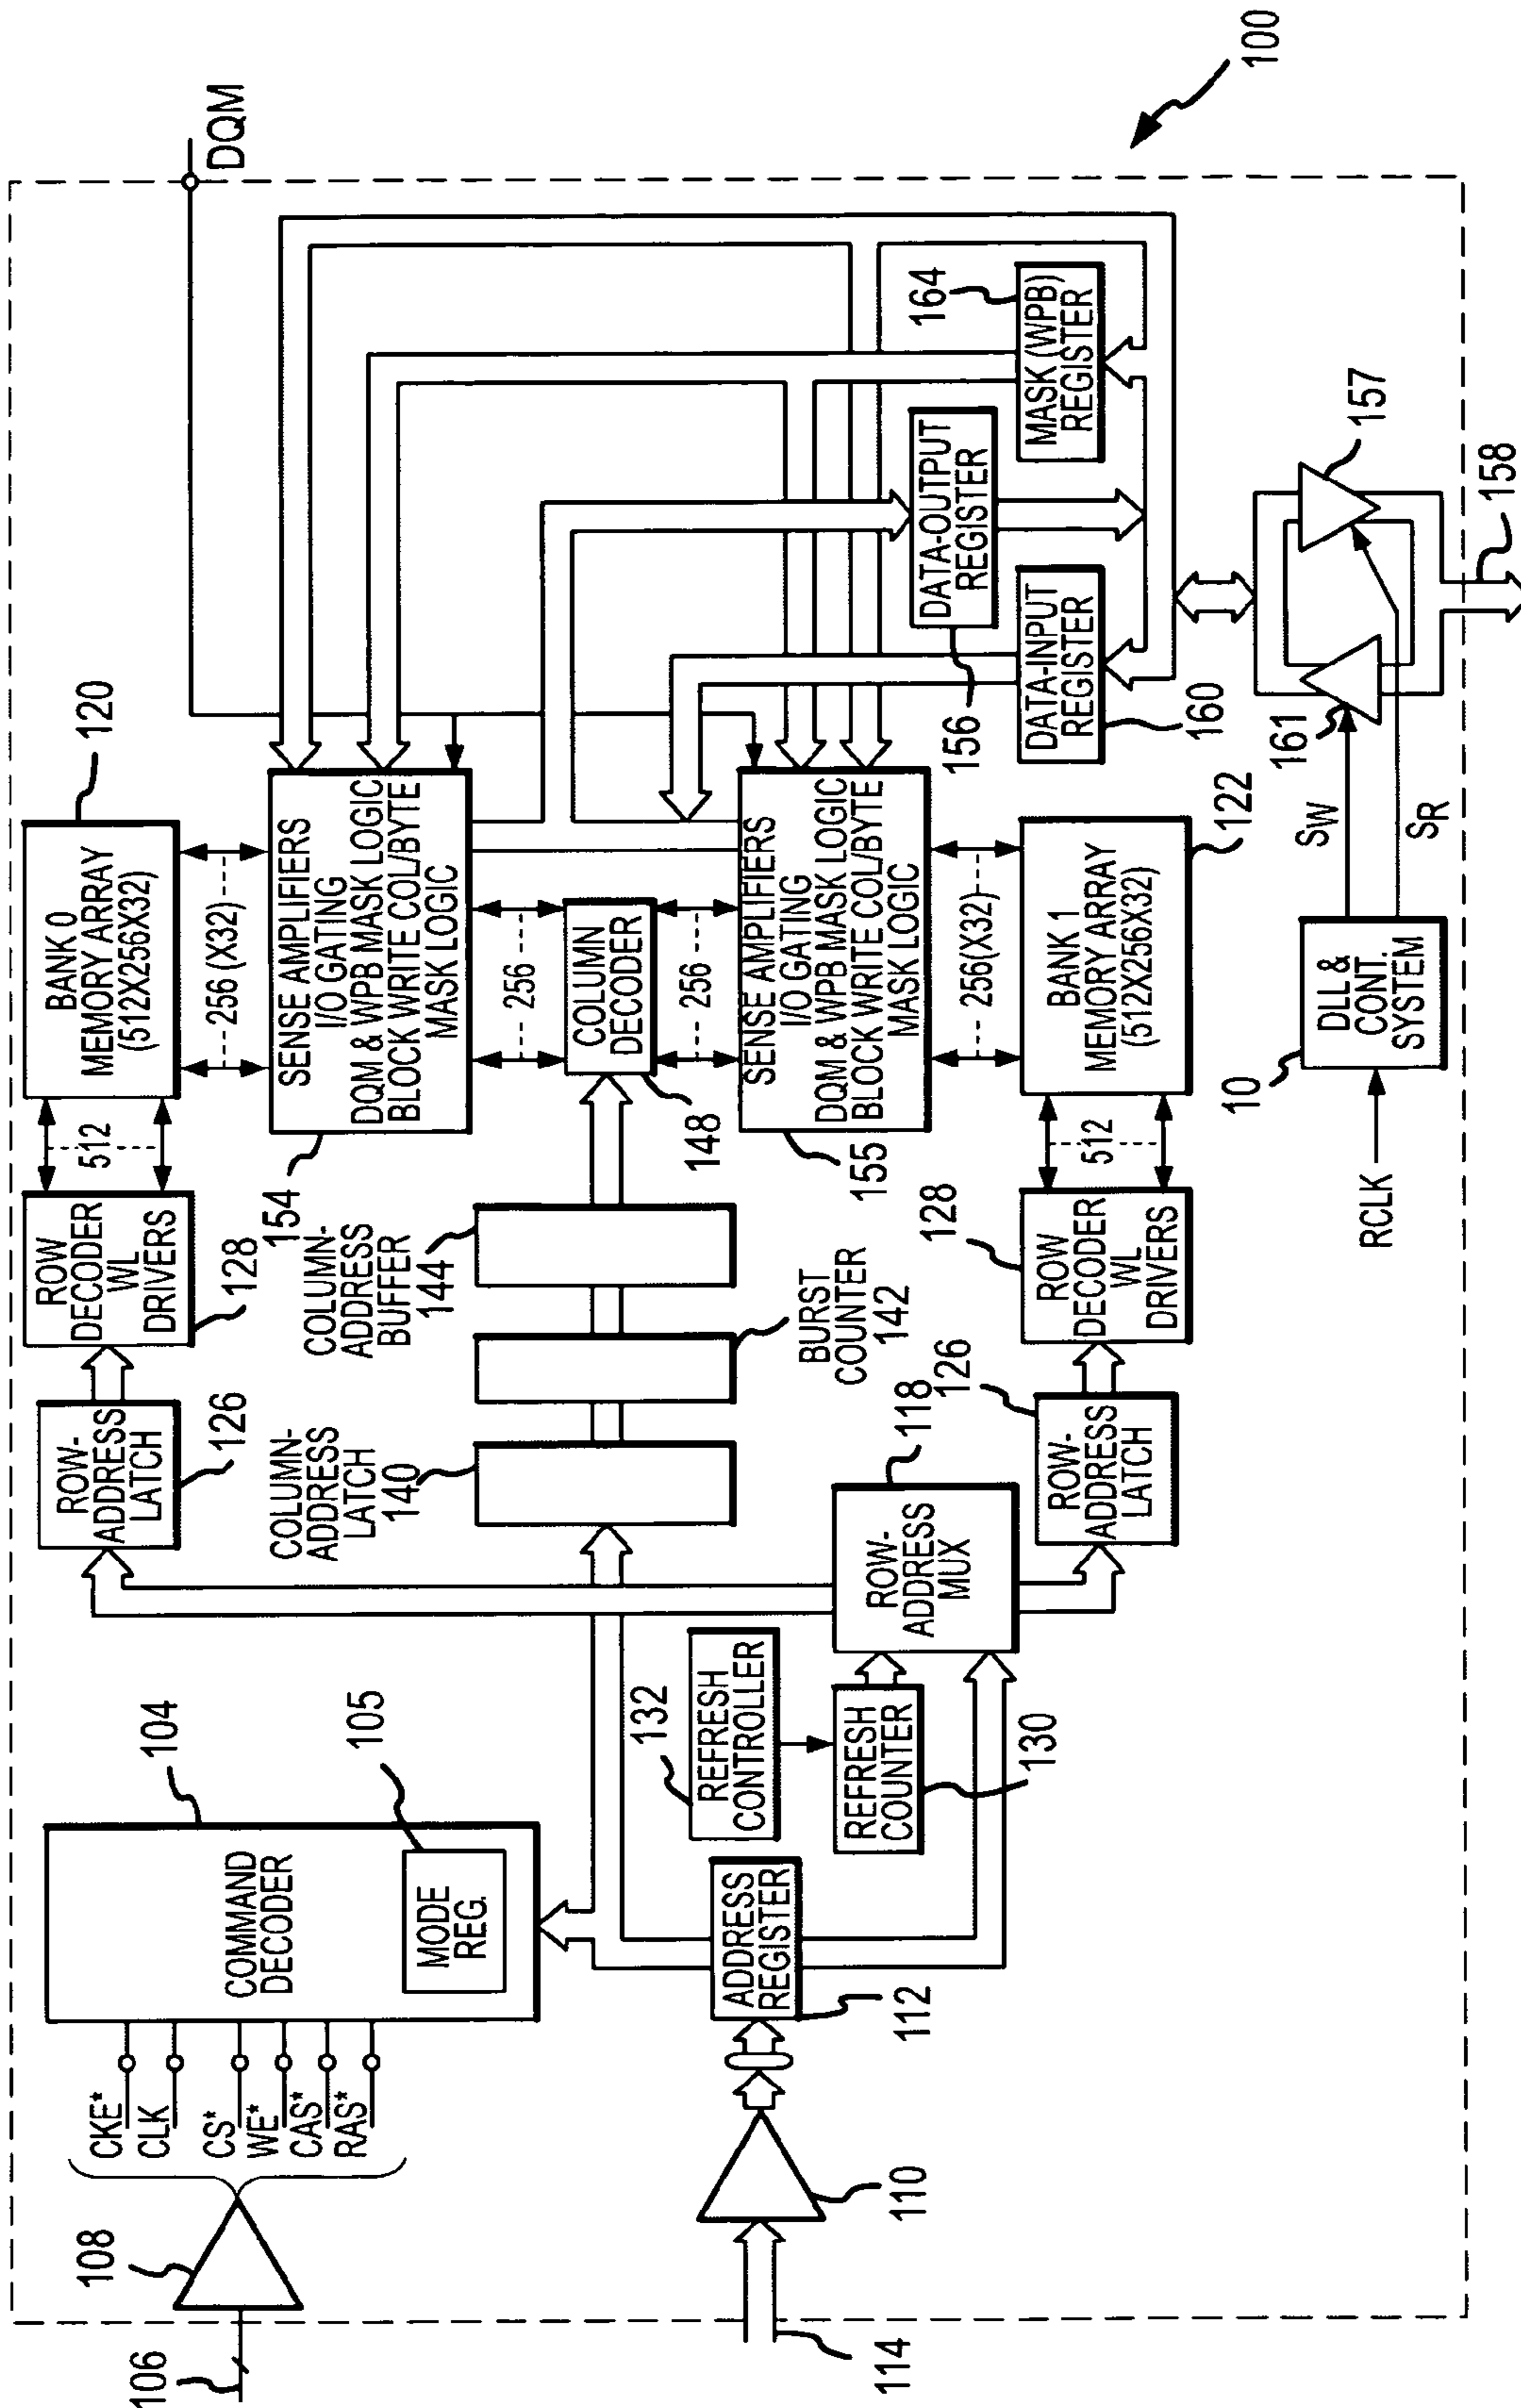 106
108
CKE*
CLK
CS*
WE*
CAS*
RAS*
COMMAND
DECODER
104
MODE
REG.
105
114
110
ADDRESS
REGISTER
112
REFRESH
CONTROLLER
132
REFRESH
COUNTER
130
ROW-
ADDRESS
MUX
118
ROW-
ADDRESS
LATCH
126
ROW
DECODER
WL
DRIVERS
128
512
BANK 0
MEMORY ARRAY
(512X256X32)
120
256 (X32)
COLUMN-
ADDRESS
LATCH
140
BURST
COUNTER
142
COLUMN-
ADDRESS
BUFFER
144
SENSE AMPLIFIERS
I/O GATING
DQM & WPB MASK LOGIC
BLOCK WRITE COL/BYTE
MASK LOGIC
154
256
COLUMN
DECODER
148
256
SENSE AMPLIFIERS
I/O GATING
DQM & WPB MASK LOGIC
BLOCK WRITE COL/BYTE
MASK LOGIC
155
256(X32)
ROW-
ADDRESS
LATCH
126
ROW
DECODER
WL
DRIVERS
128
512
BANK 1
MEMORY ARRAY
(512X256X32)
122
DQM
DATA-OUTPUT
REGISTER
156
DATA-INPUT
REGISTER
160
MASK (WPB)
REGISTER
164
RCLK
DLL &
CONT.
SYSTEM
10
SW
SR
161
157
158
100